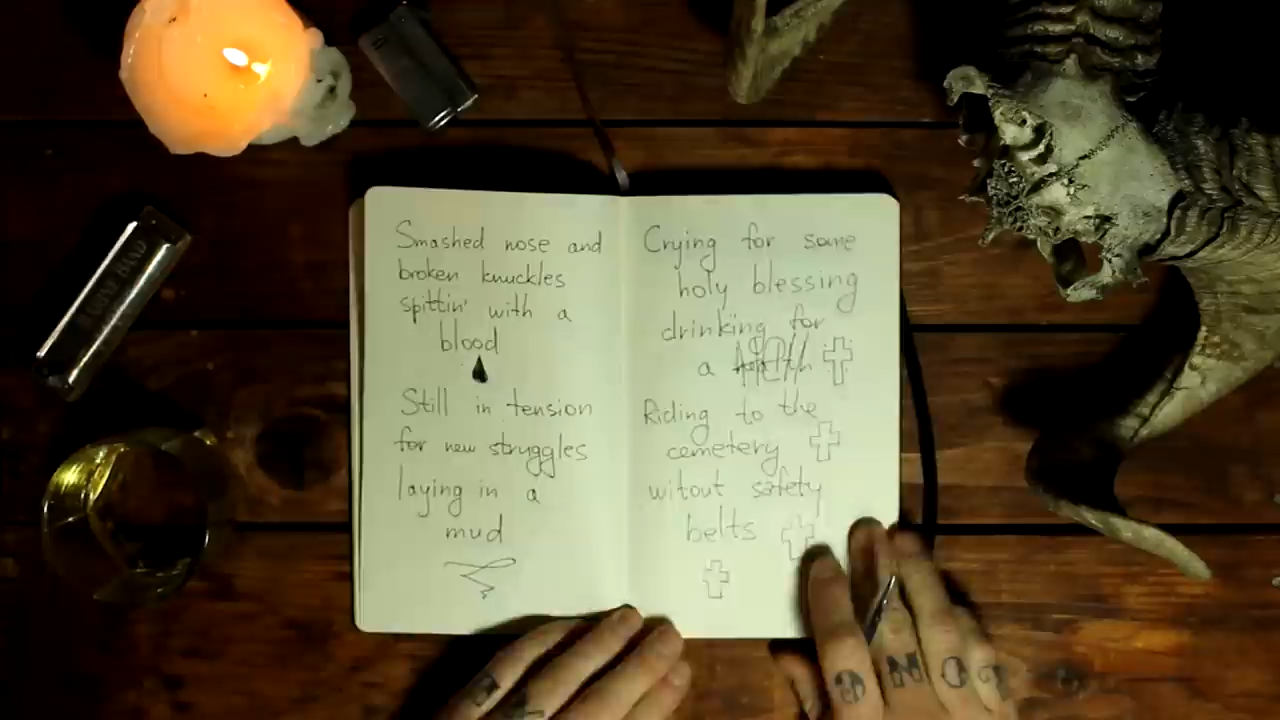 Smashed nose and
broken knuckles
spittin' with a
blood
Still in tension
for new struggles
laying in a
mud
Crying for some
holy blessing
drinking for
a
Riding to the
cemetery
witout safety
belts